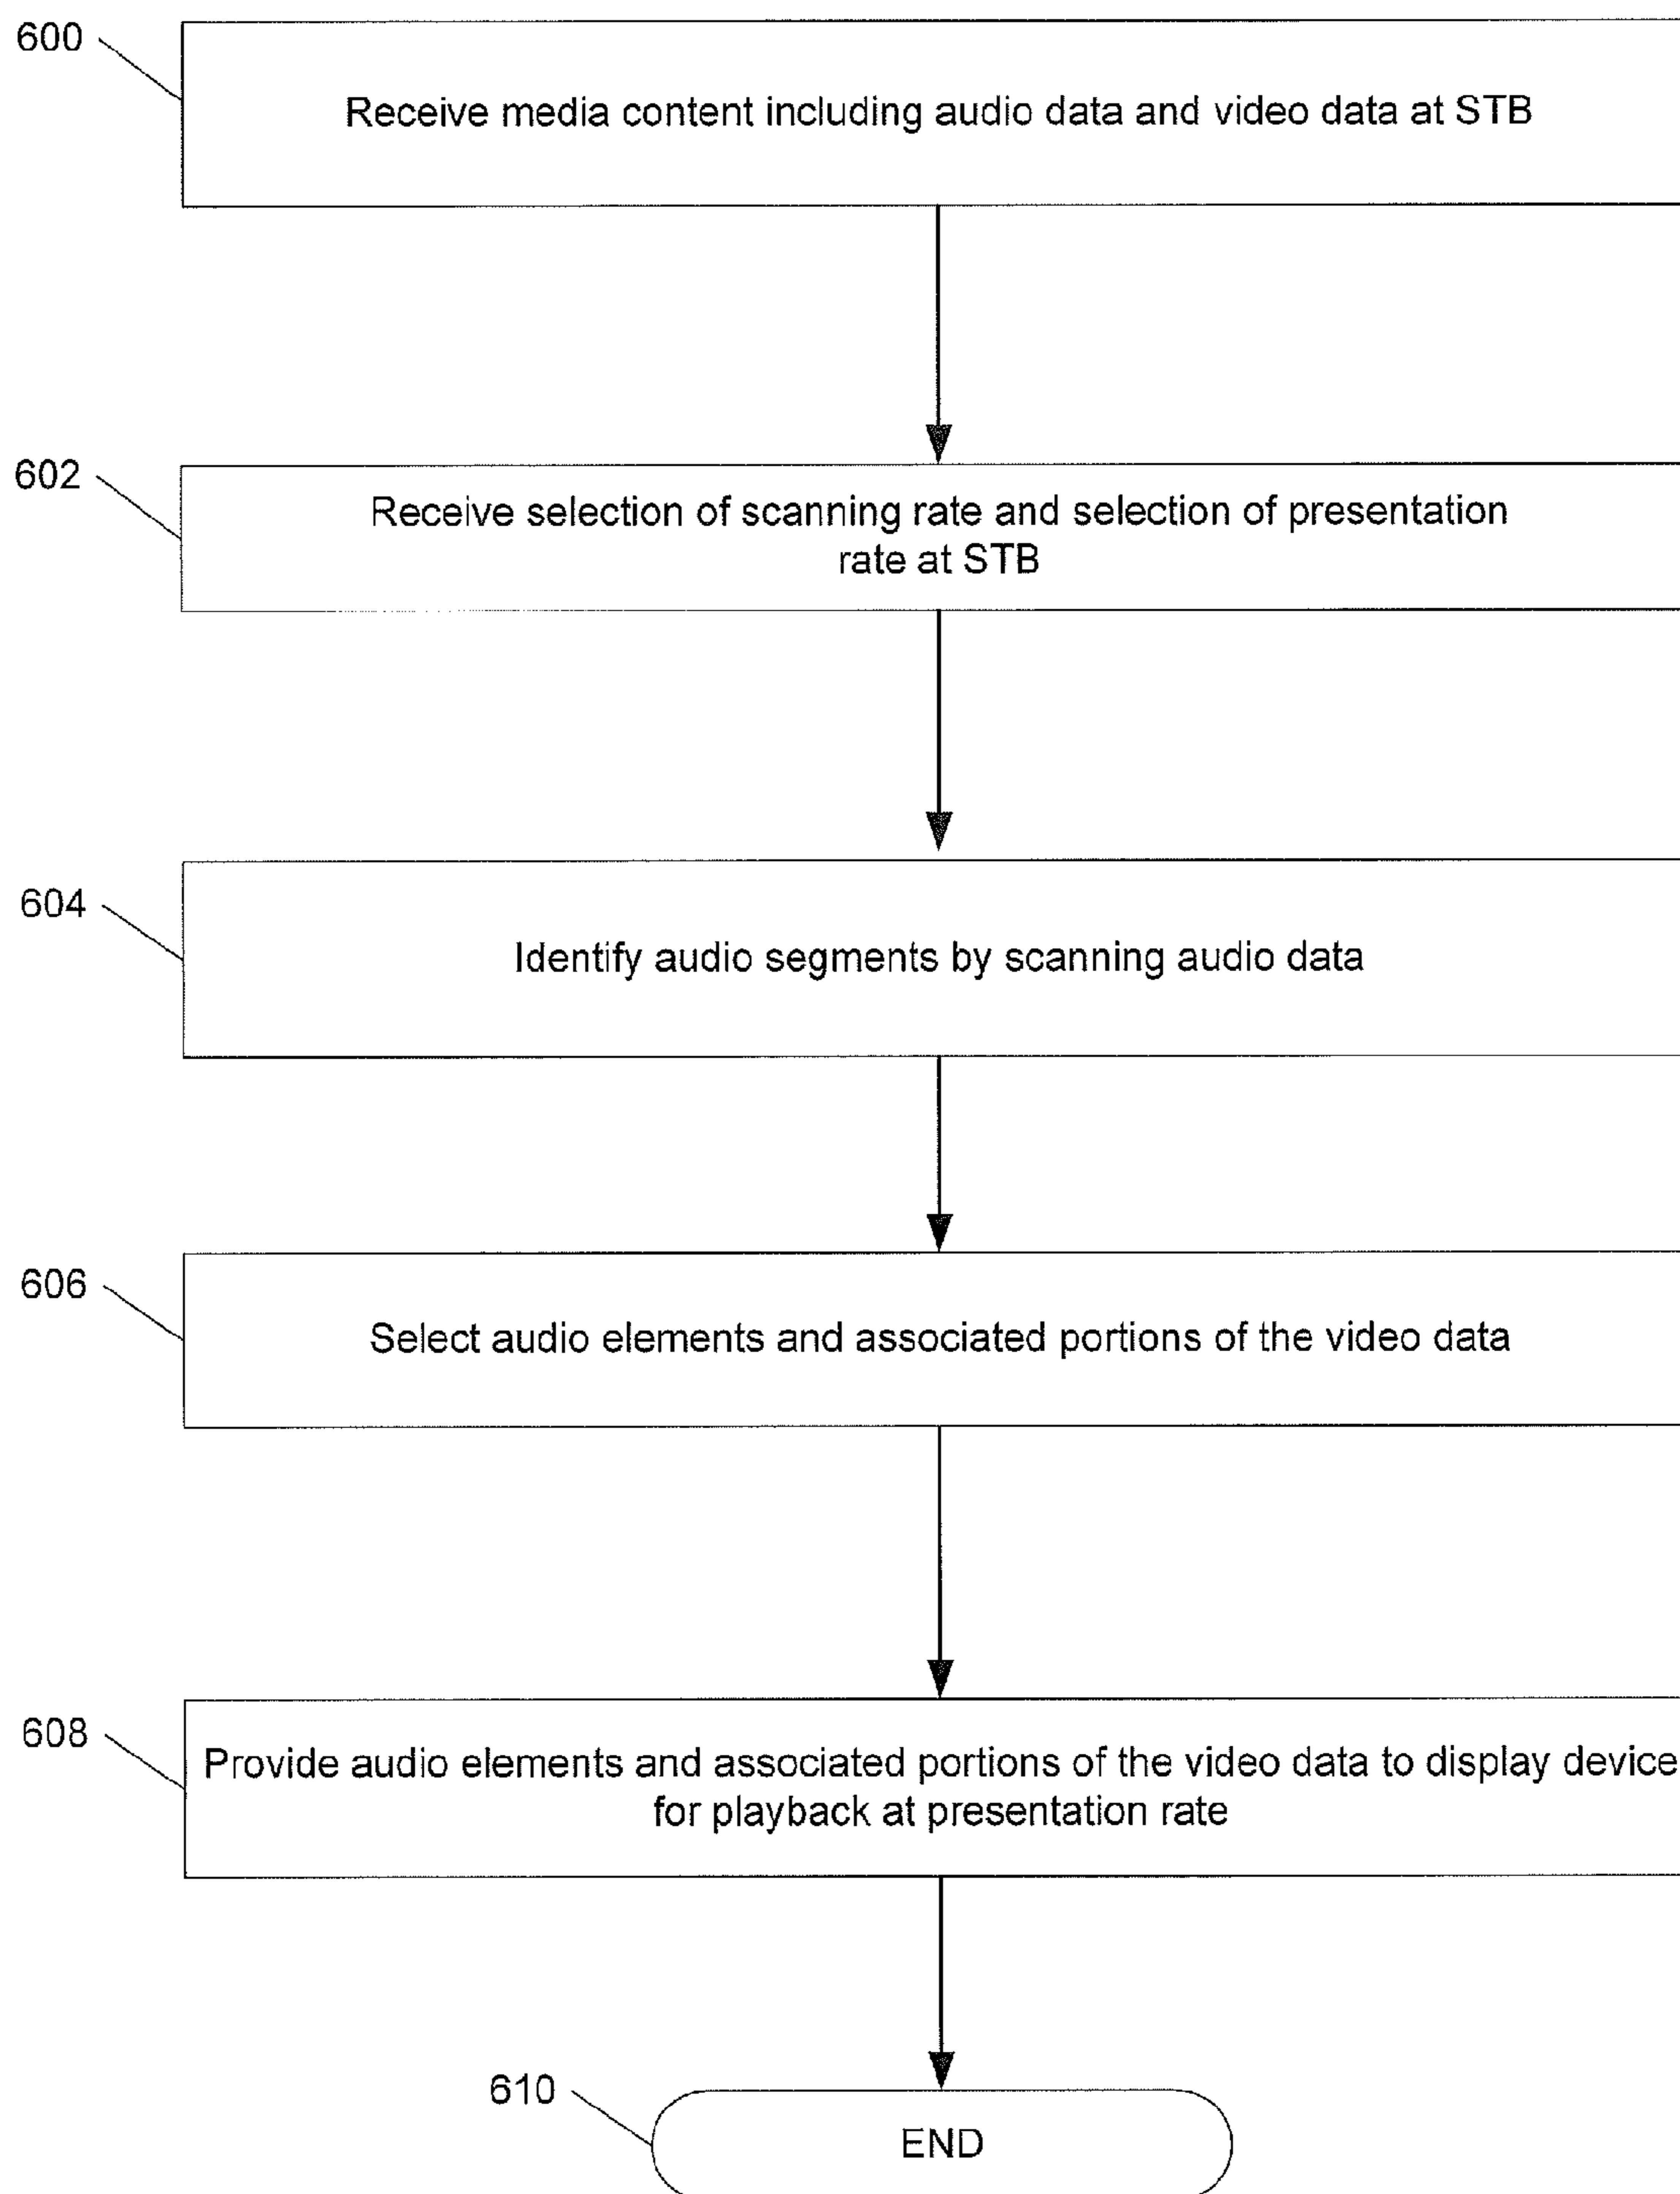 600
Receive media content including audio data and video data at STB
602
Receive selection of scanning rate and selection of presentation
rate at STB
604
Identify audio segments by scanning audio data
606
Select audio elements and associated portions of the video data
608
Provide audio elements and associated portions of the video data to display device
for playback at presentation rate
610
END